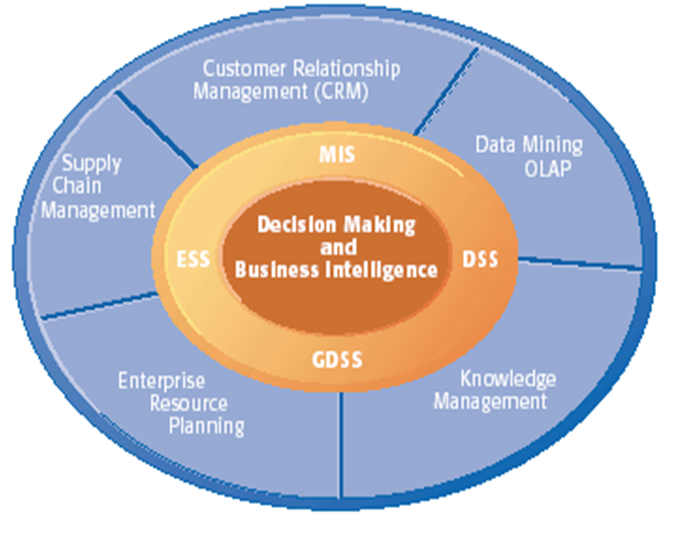 Customer Relationship
Management (CRM)
Data Mining
OLAP
Supply
Chain
Management
MIS
Decision Making
and
Business Intelligence
ESS
DSS
GDSS
Enterprise
Resource
Planning
Knowledge
Management